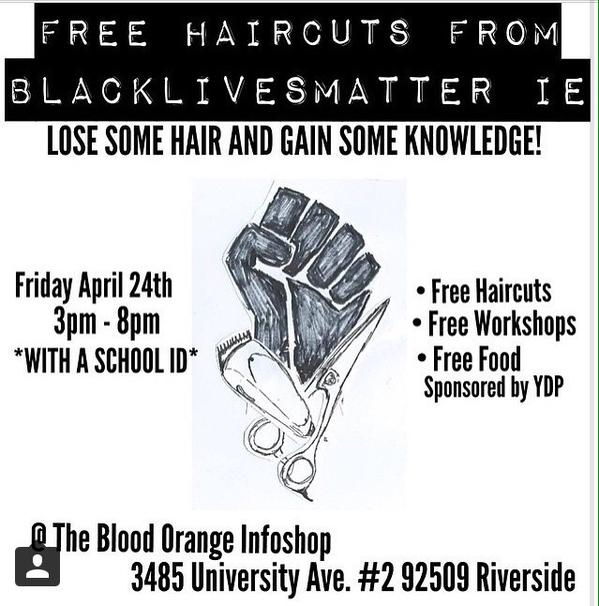 FREE HAIRCUTS FROM
BLACKLIVESMATTER IE
LOSE SOME HAIR AND GAIN SOME KNOWLEDGE!
Friday April 24th
3pm - 8pm
*WITH A SCHOOL ID*
• Free Haircuts
• Free Workshops
• Free Food
Sponsored by YDP
@ The Blood Orange Infoshop
3485 University Ave. #2 92509 Riverside